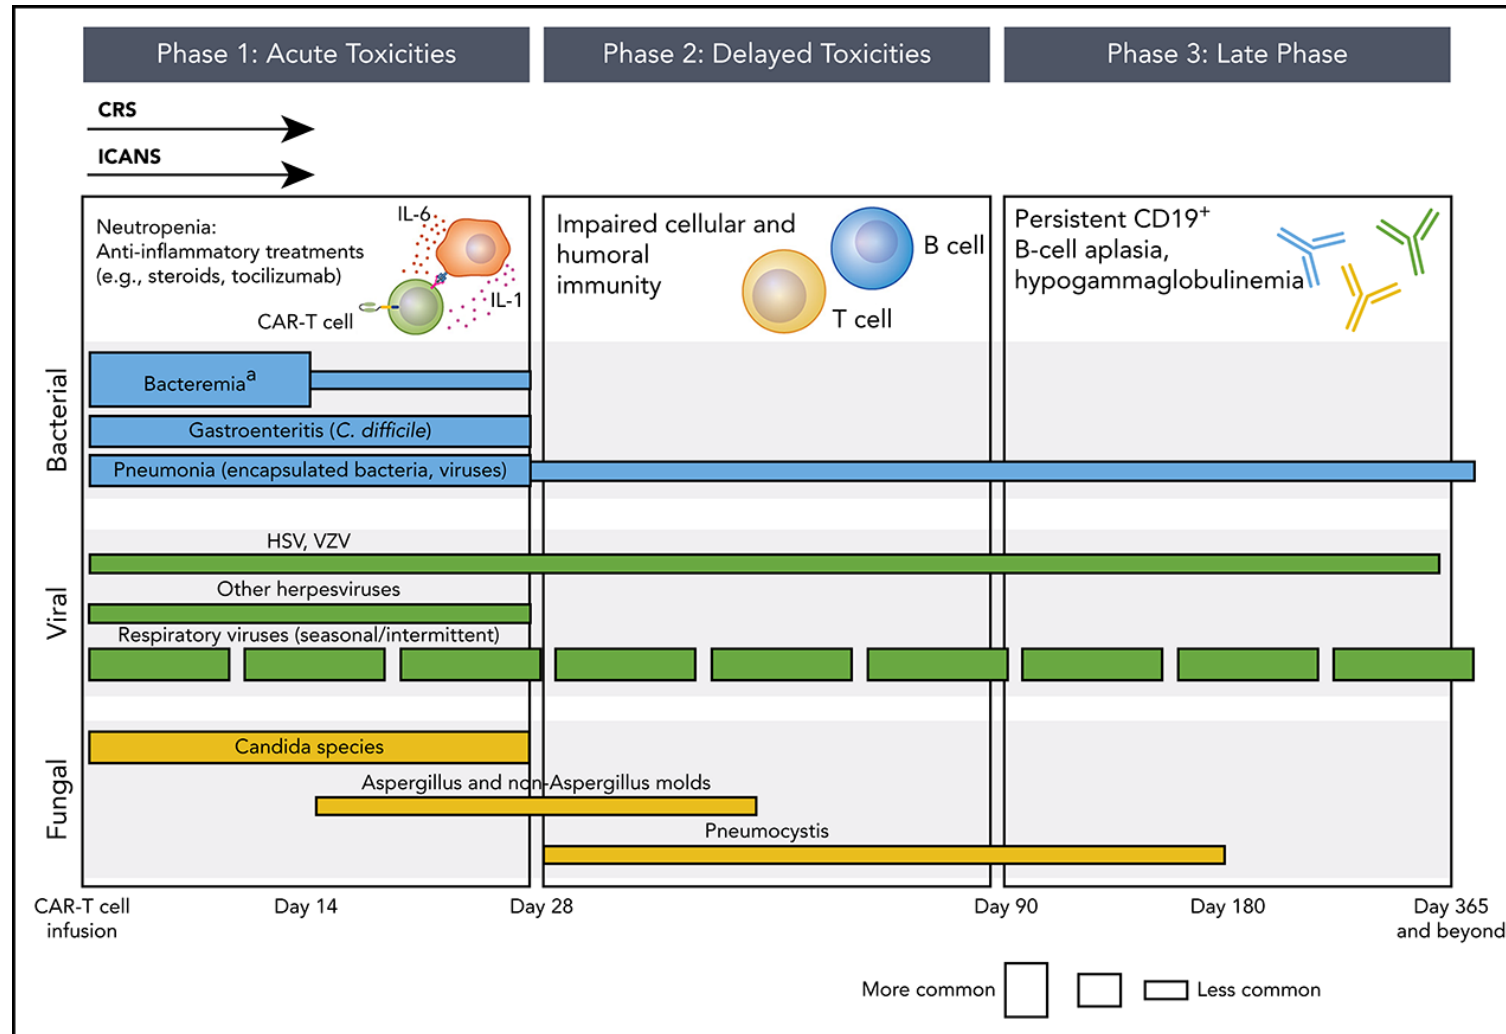 Phase 1: Acute Toxicities
Phase 2: Delayed Toxicities
Phase 3: Late Phase
CRS
ICANS
Neutropenia:
Anti-inflammatory treatments
(e.g., steroids, tocilizumab)
IL-6
IL-1
CAR-T cell
Impaired cellular and
humoral
immunity
B cell
T cell
Persistent CD19+
B-cell aplasia,
hypogammaglobulinemia
Bacterial
Bacteremiaa
Gastroenteritis (C. difficile)
Pneumonia (encapsulated bacteria, viruses)
Viral
HSV, VZV
Other herpesviruses
Respiratory viruses (seasonal/intermittent)
Fungal
Candida species
Aspergillus and non-Aspergillus molds
Pneumocystis
CAR-T cell
infusion
Day 14
Day 28
Day 90
Day 180
Day 365
and beyond
More common
Less common